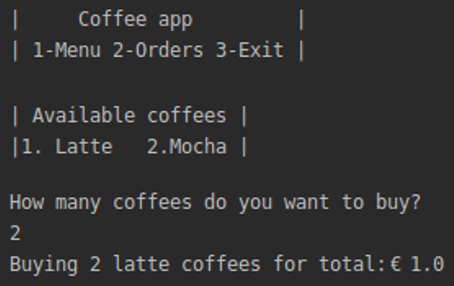 |      Coffee app          |
| 1-Menu 2-Orders 3-Exit |
| Available coffees |
|1. Latte   2.Mocha |
How many coffees do you want to buy?
2
Buying 2 latte coffees for total:€ 1.0